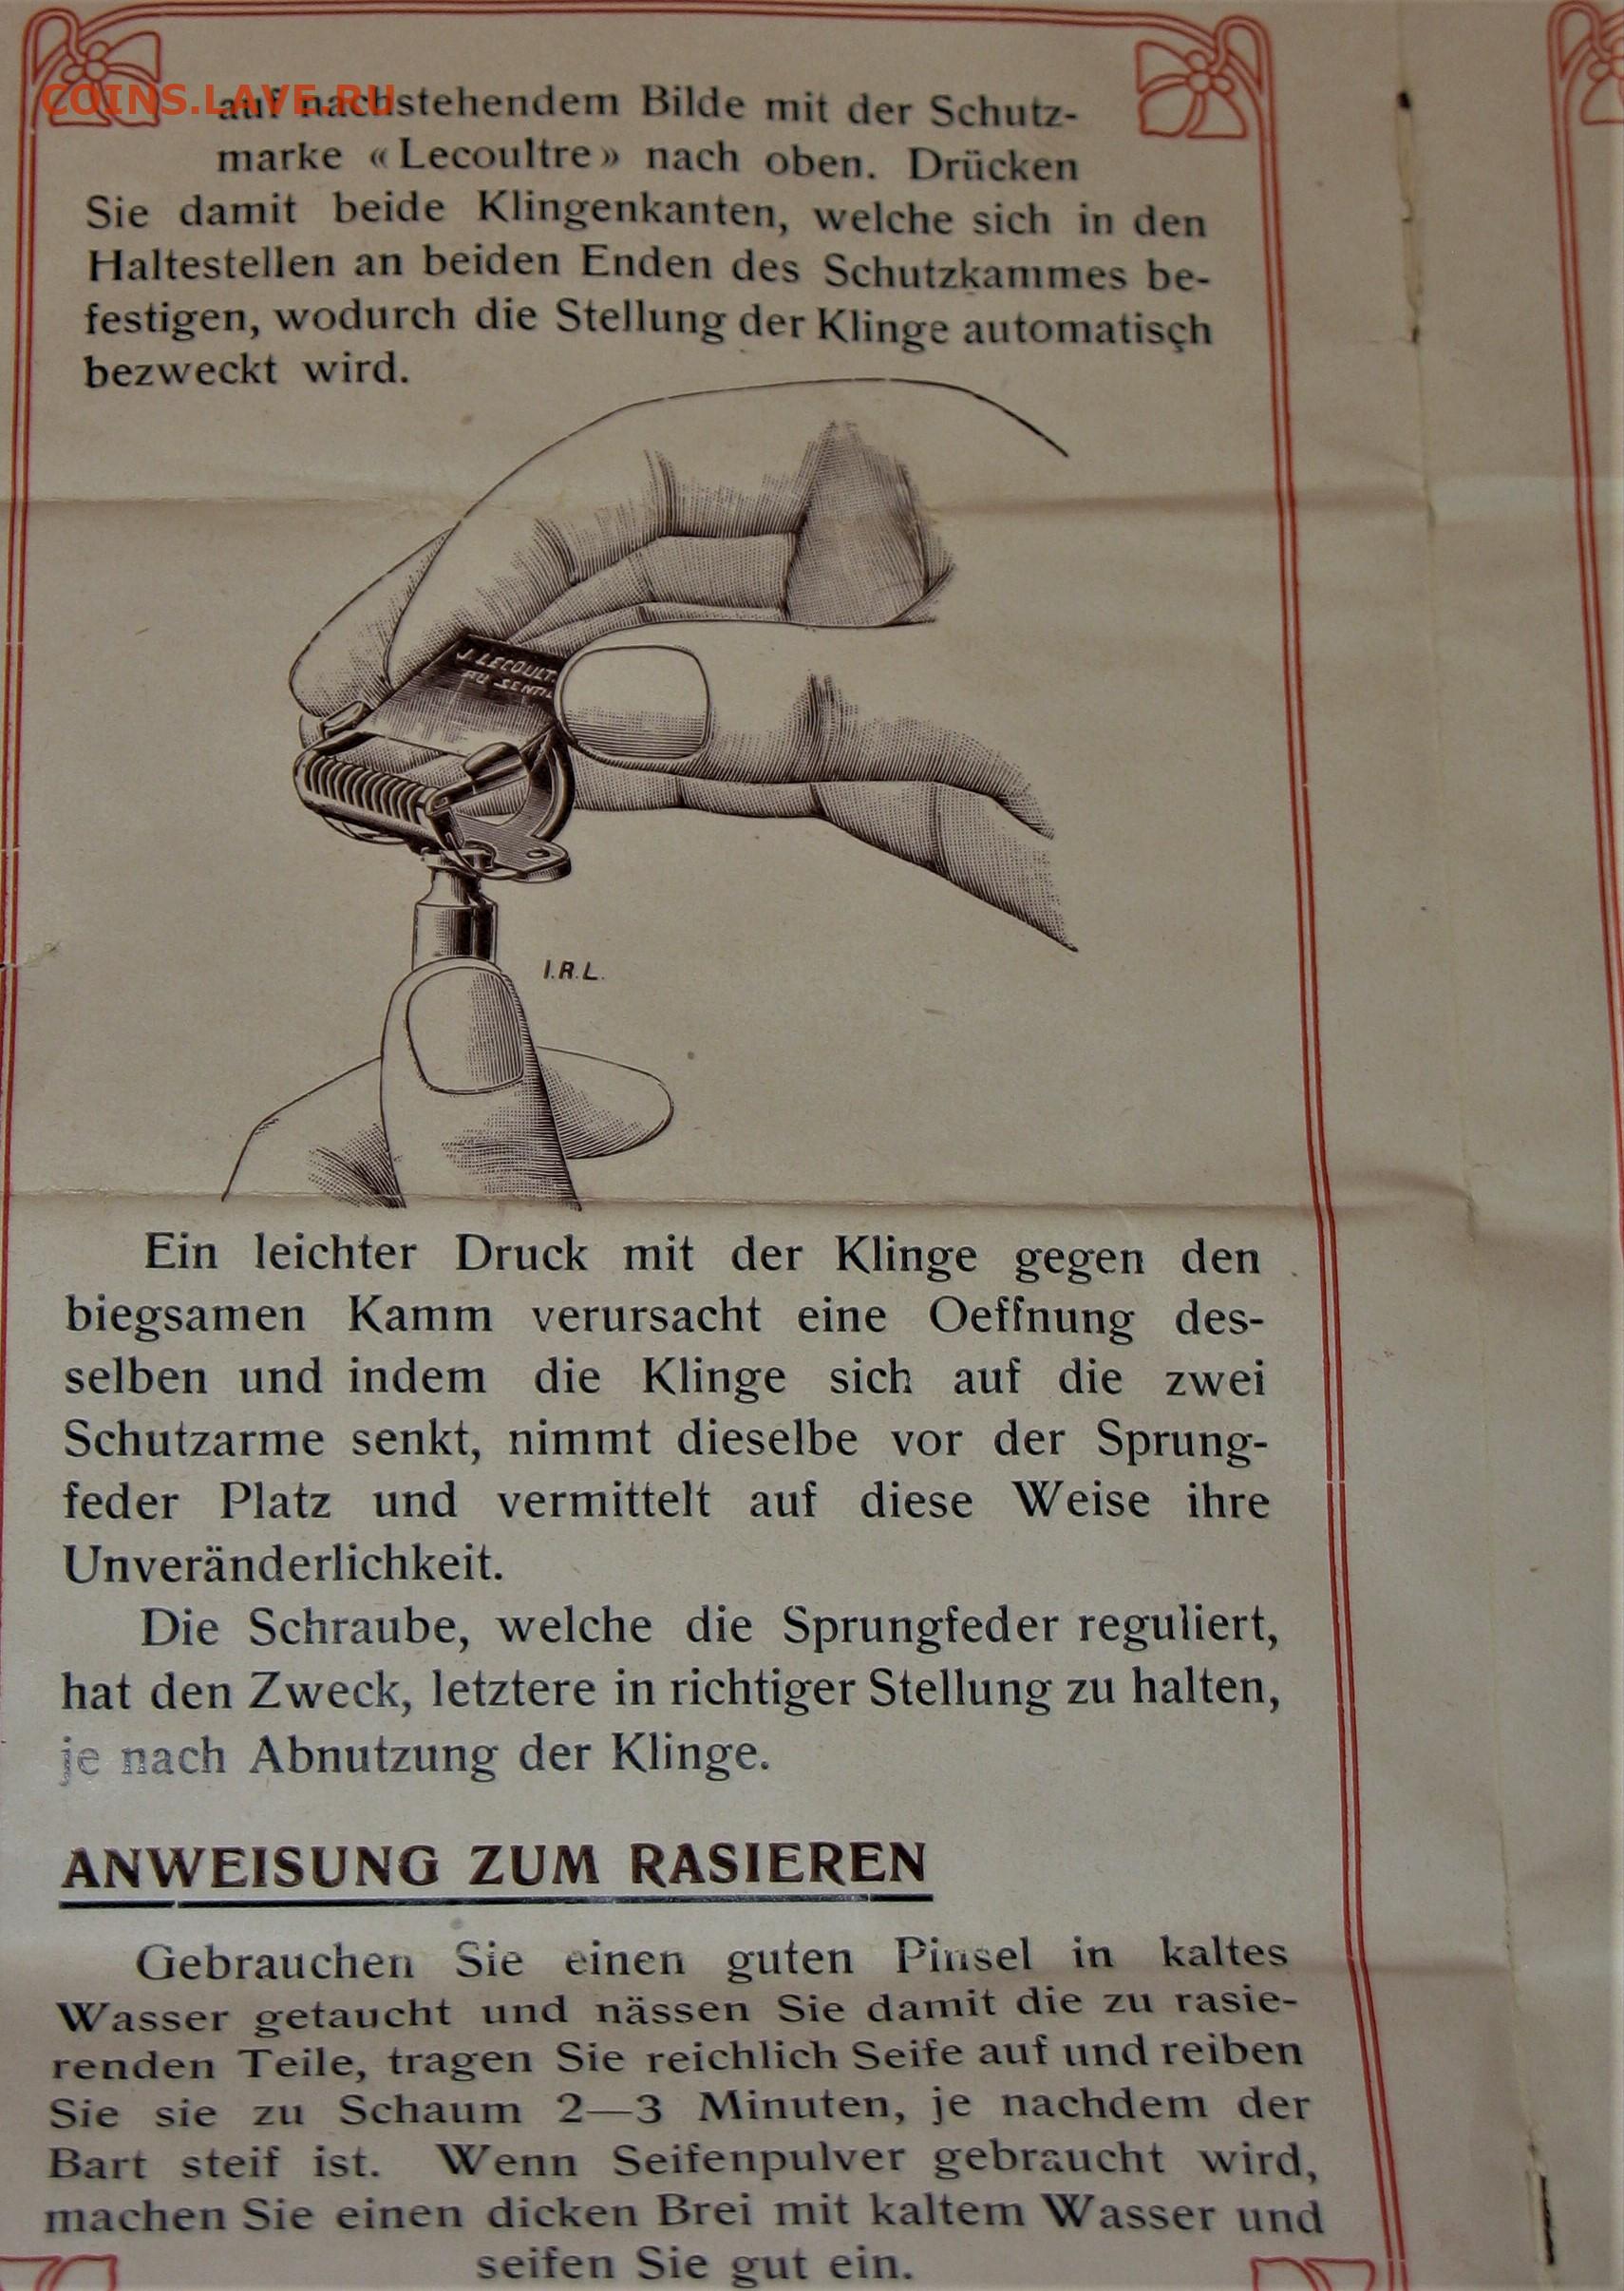 COINS.LAVE.RU
auf nachstehendem Bilde mit der Schutz-
marke « Lecoultre » nach oben. Drücken
Sie damit beide Klingenkanten, welche sich in den
Haltestellen an beiden Enden des Schutzkammes be-
festigen, wodurch die Stellung der Klinge automatisch
bezweckt wird.
J. LECOULT
AU SENTI
I.R.L.
Ein leichter Druck mit der Klinge gegen den
biegsamen Kamm verursacht eine Oeffnung des-
selben und indem die Klinge sich auf die zwei
Schutzarme senkt, nimmt dieselbe vor der Sprung-
feder Platz und vermittelt auf diese Weise ihre
Unveränderlichkeit.
Die Schraube, welche die Sprungfeder reguliert,
hat den Zweck, letztere in richtiger Stellung zu halten,
je nach Abnutzung der Klinge.
ANWEISUNG ZUM RASIEREN
Gebrauchen Sie einen guten Pinsel in kaltes
Wasser getaucht und nässen Sie damit die zu rasie-
renden Teile, tragen Sie reichlich Seife auf und reiben
Sie sie zu Schaum 2—3 Minuten, je nachdem der
Bart steif ist. Wenn Seifenpulver gebraucht wird,
machen Sie einen dicken Brei mit kaltem Wasser und
seifen Sie gut ein.